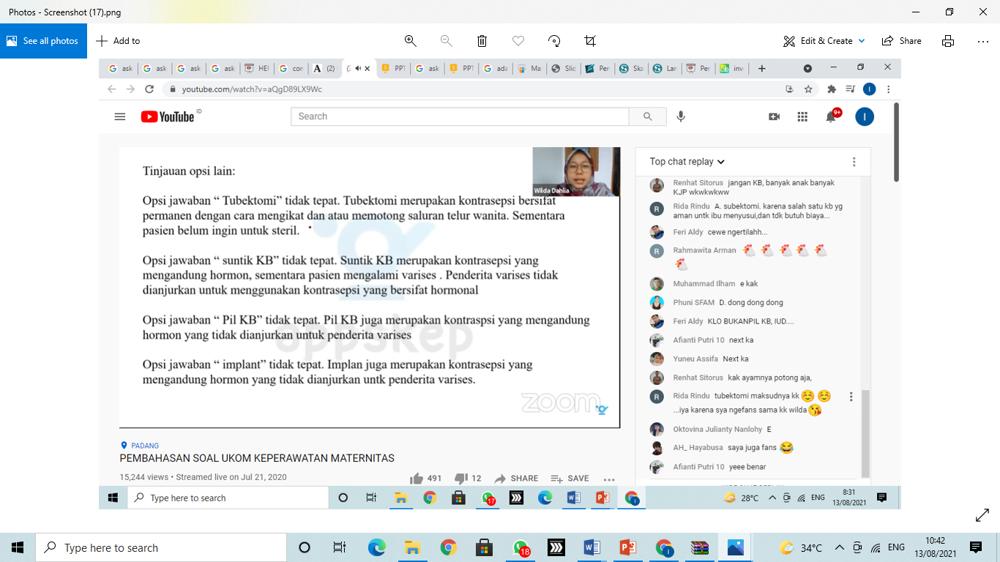 Photos - Screenshot (17).png
See all photos
Add to
Edit & Create
Share
ask
ask
ask
ask
HEI
con
(2)
(:
PPT
ask
PPT
ada
Ma
Slic
Per
Ska
Lar
Per
inve
youtube.com/watch?v=aQgD89LX9Wc
I
YouTube ID
Search
9+
I
Tinjauan opsi lain:
Wilda Dahlia
Opsi jawaban “ Tubektomi” tidak tepat. Tubektomi merupakan kontrasepsi bersifat
permanen dengan cara mengikat dan atau memotong saluran telur wanita. Sementara
pasien belum ingin untuk steril.
Opsi jawaban “ suntik KB” tidak tepat. Suntik KB merupakan kontrasepsi yang
mengandung hormon, sementara pasien mengalami varises . Penderita varises tidak
dianjurkan untuk menggunakan kontrasepsi yang bersifat hormonal
Opsi jawaban “ Pil KB” tidak tepat. Pil KB juga merupakan kontraspsi yang mengandung
hormon yang tidak dianjurkan untuk penderita varises
appskep
Opsi jawaban “ implant” tidak tepat. Implan juga merupakan kontrasepsi yang
mengandung hormon yang tidak dianjurkan untk penderita varises.
zoom
Top chat replay
Renhat Sitorus jangan KB, banyak anak banyak
KJP wkwkwkww
R
Rida Rindu A. subektomi. karena salah satu kb yg
aman untk ibu menyusui,dan tdk butuh biaya...
Feri Aldy cewe ngertilahh...
R
Rahmawita Arman
Muhammad Ilham e kak
Phuni SFAM D. dong dong dong
Feri Aldy KLO BUKANPIL KB, IUD....
Afianti Putri 10 next ka
Yuneu Assifa Next ka
Renhat Sitorus kak ayamnya potong aja,
R
Rida Rindu tubektomi maksudnya kk
...iya karena sya ngefans sama kk wilda
Oktovina Julianty Nanlohy E
AH_ Hayabusa saya juga fans
Afianti Putri 10 yeee benar
PADANG
PEMBAHASAN SOAL UKOM KEPERAWATAN MATERNITAS
15,244 views • Streamed live on Jul 21, 2020
491
12
SHARE
SAVE
Type here to search
17
28°C
ENG
8:31
13/08/2021
Type here to search
18
34°C
ENG
10:42
13/08/2021